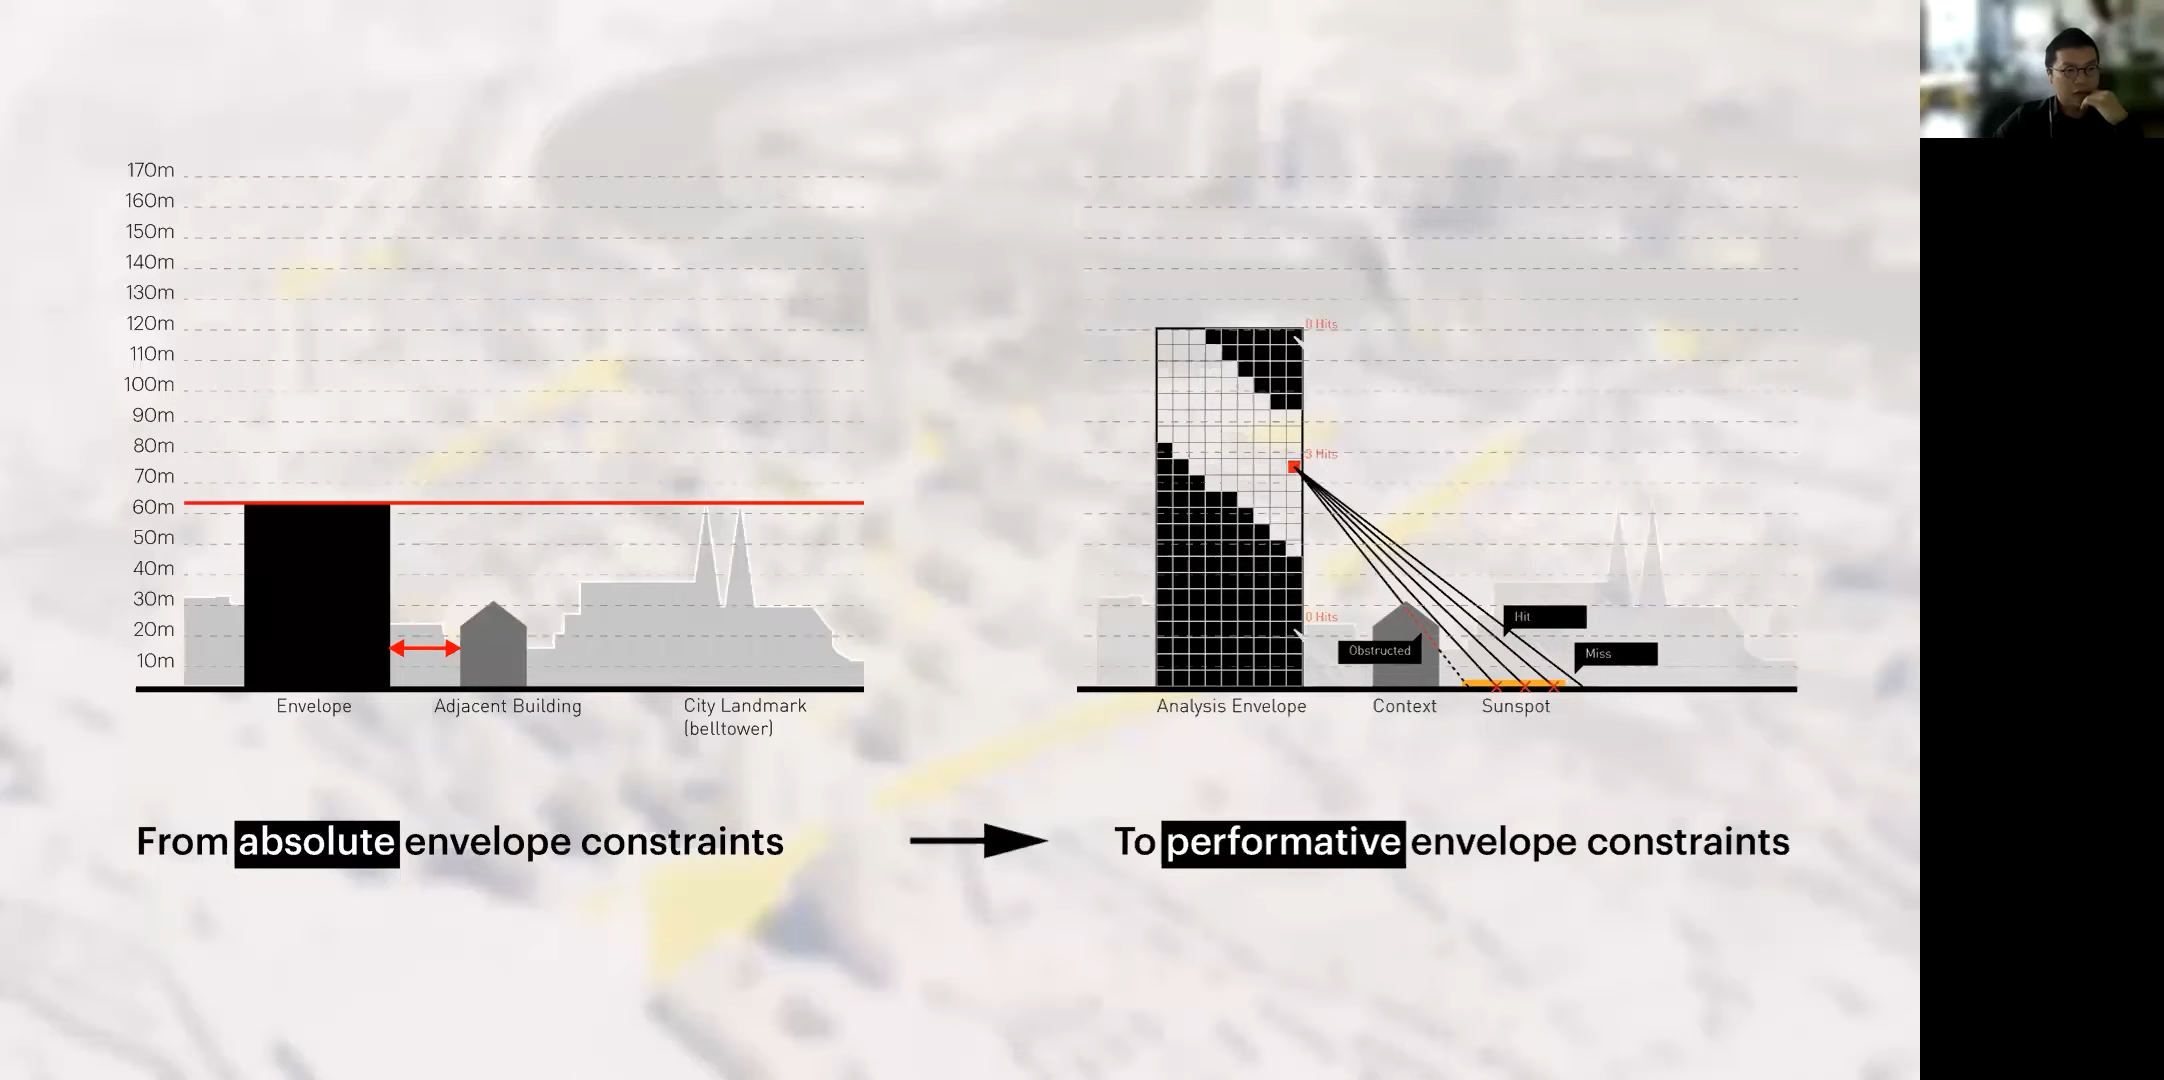 170m
160m
150m
140m
130m
120m
110m
100m
90m
80m
70m
60m
50m
40m
30m
20m
10m
Envelope
Adjacent Building
City Landmark
(belltower)
0 Hits
3 Hits
0 Hits
Obstructed
Hit
Miss
Analysis Envelope
Context
Sunspot
From absolute envelope constraints
To performative envelope constraints